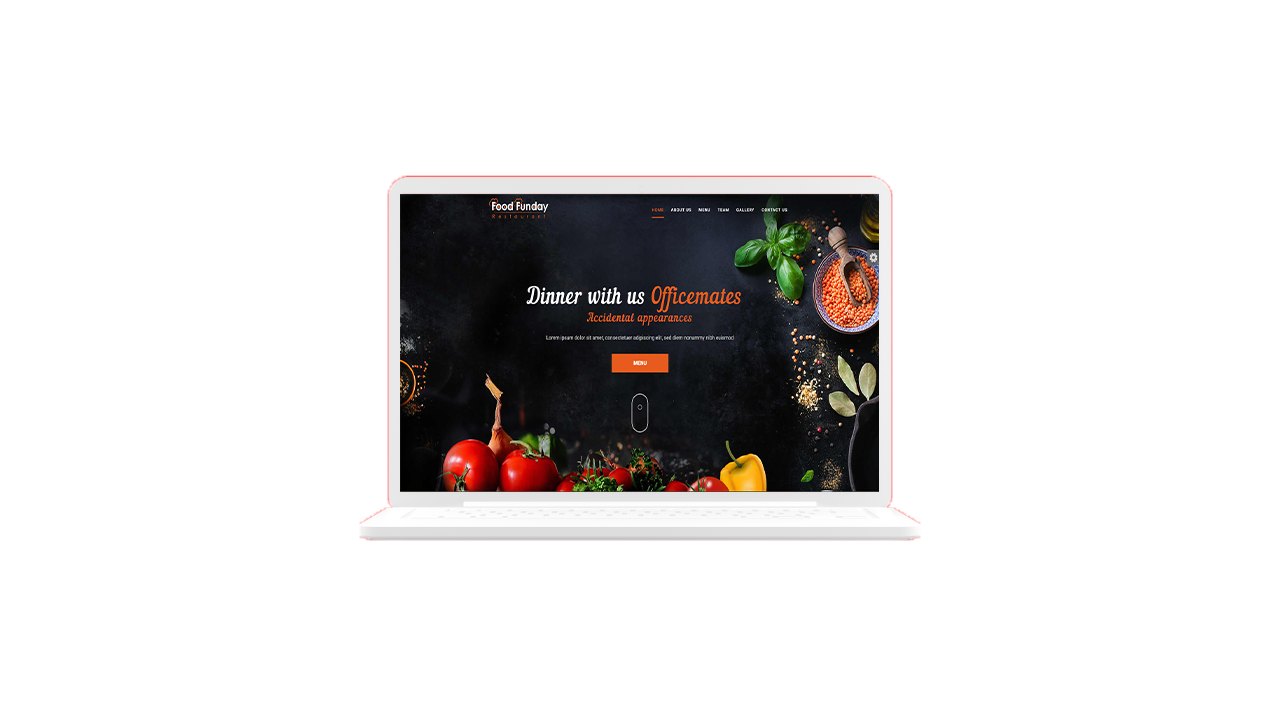 Food Funday
Restaurant
HOME ABOUT US MENU TEAM GALLERY CONTACT US
Dinner with us Officemates
Accidental appearances
Lorem ipsum dolor sit amet, consectetuer adipiscing elit, sed diem nonummy nibh euismod
MENU